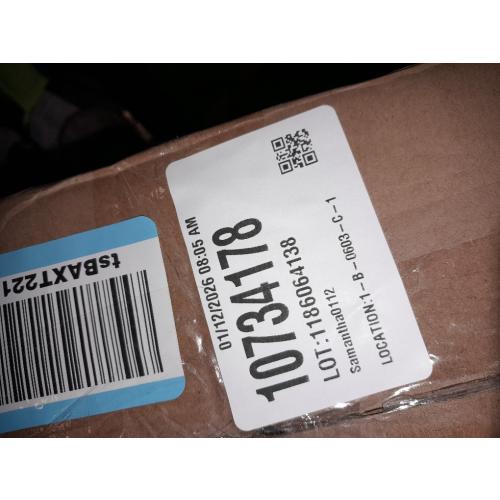 01/12/2026 08:05 AM
10734178
LOT:1186064138
Samantha0112
LOCATION:1-B-0603-C-1
tsBAXT221